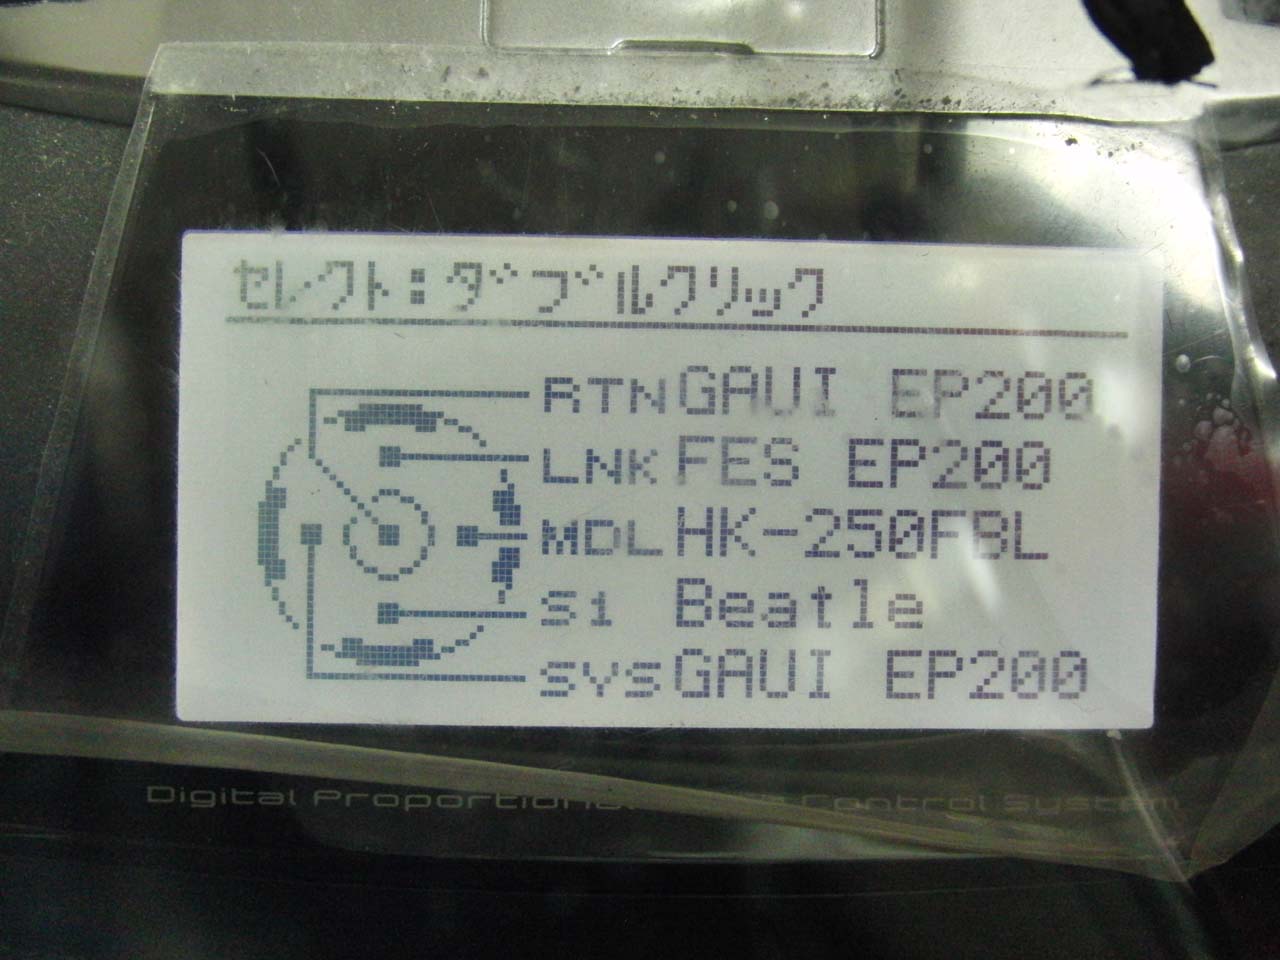 セレクト:ダブルクリック
RTN GAUI EP200
LNK FES EP200
MDL HK-250FBL
S1 Beatle
SYS GAUI EP200
Digital Proportional Control System